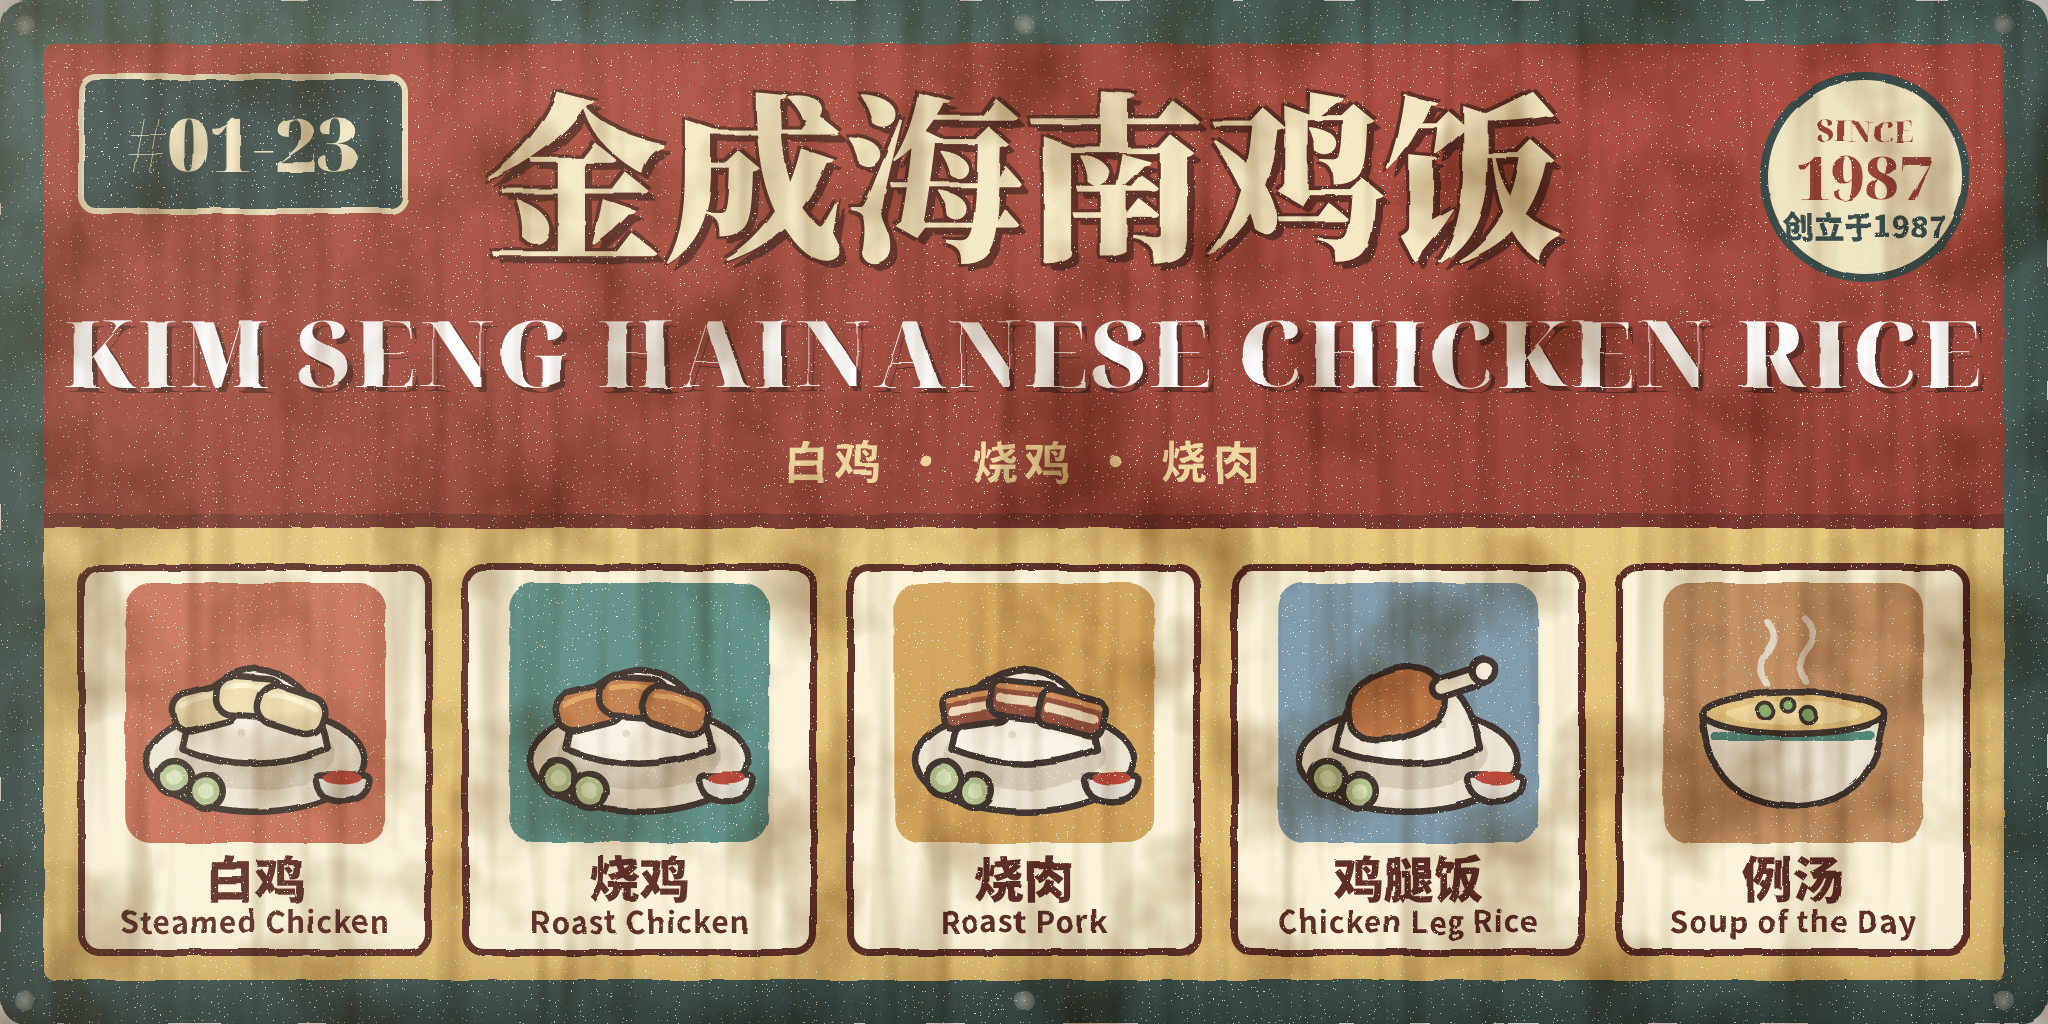 #01-23
金成海南鸡饭
SINCE
1987
创立于1987
KIM SENG HAINANESE CHICKEN RICE
白鸡 · 烧鸡 · 烧肉
白鸡
Steamed Chicken
烧鸡
Roast Chicken
烧肉
Roast Pork
鸡腿饭
Chicken Leg Rice
例汤
Soup of the Day